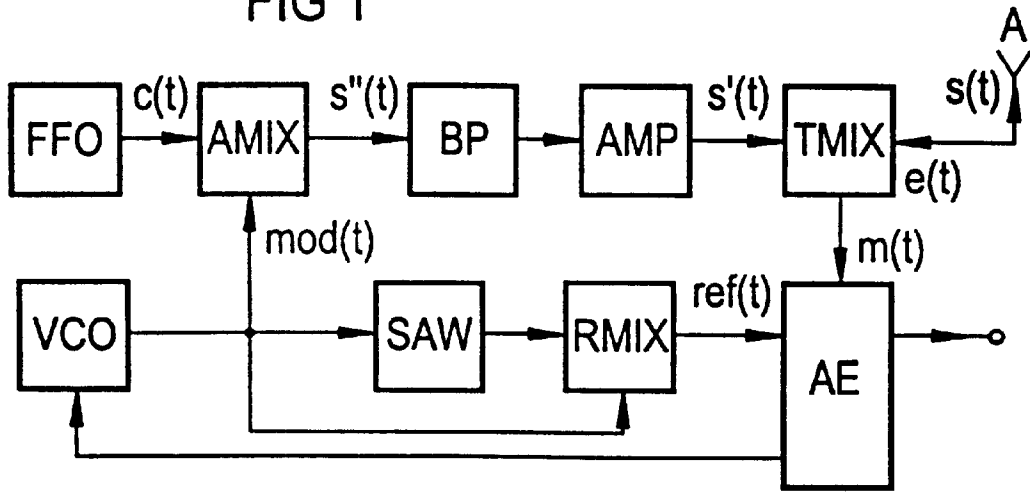 FIG 1
A
c(t) s"(t) s'(t) s(t)
FFO AMIX BP AMP TMIX
e(t)
mod(t) m(t)
ref(t)
VCO SAW RMIX AE